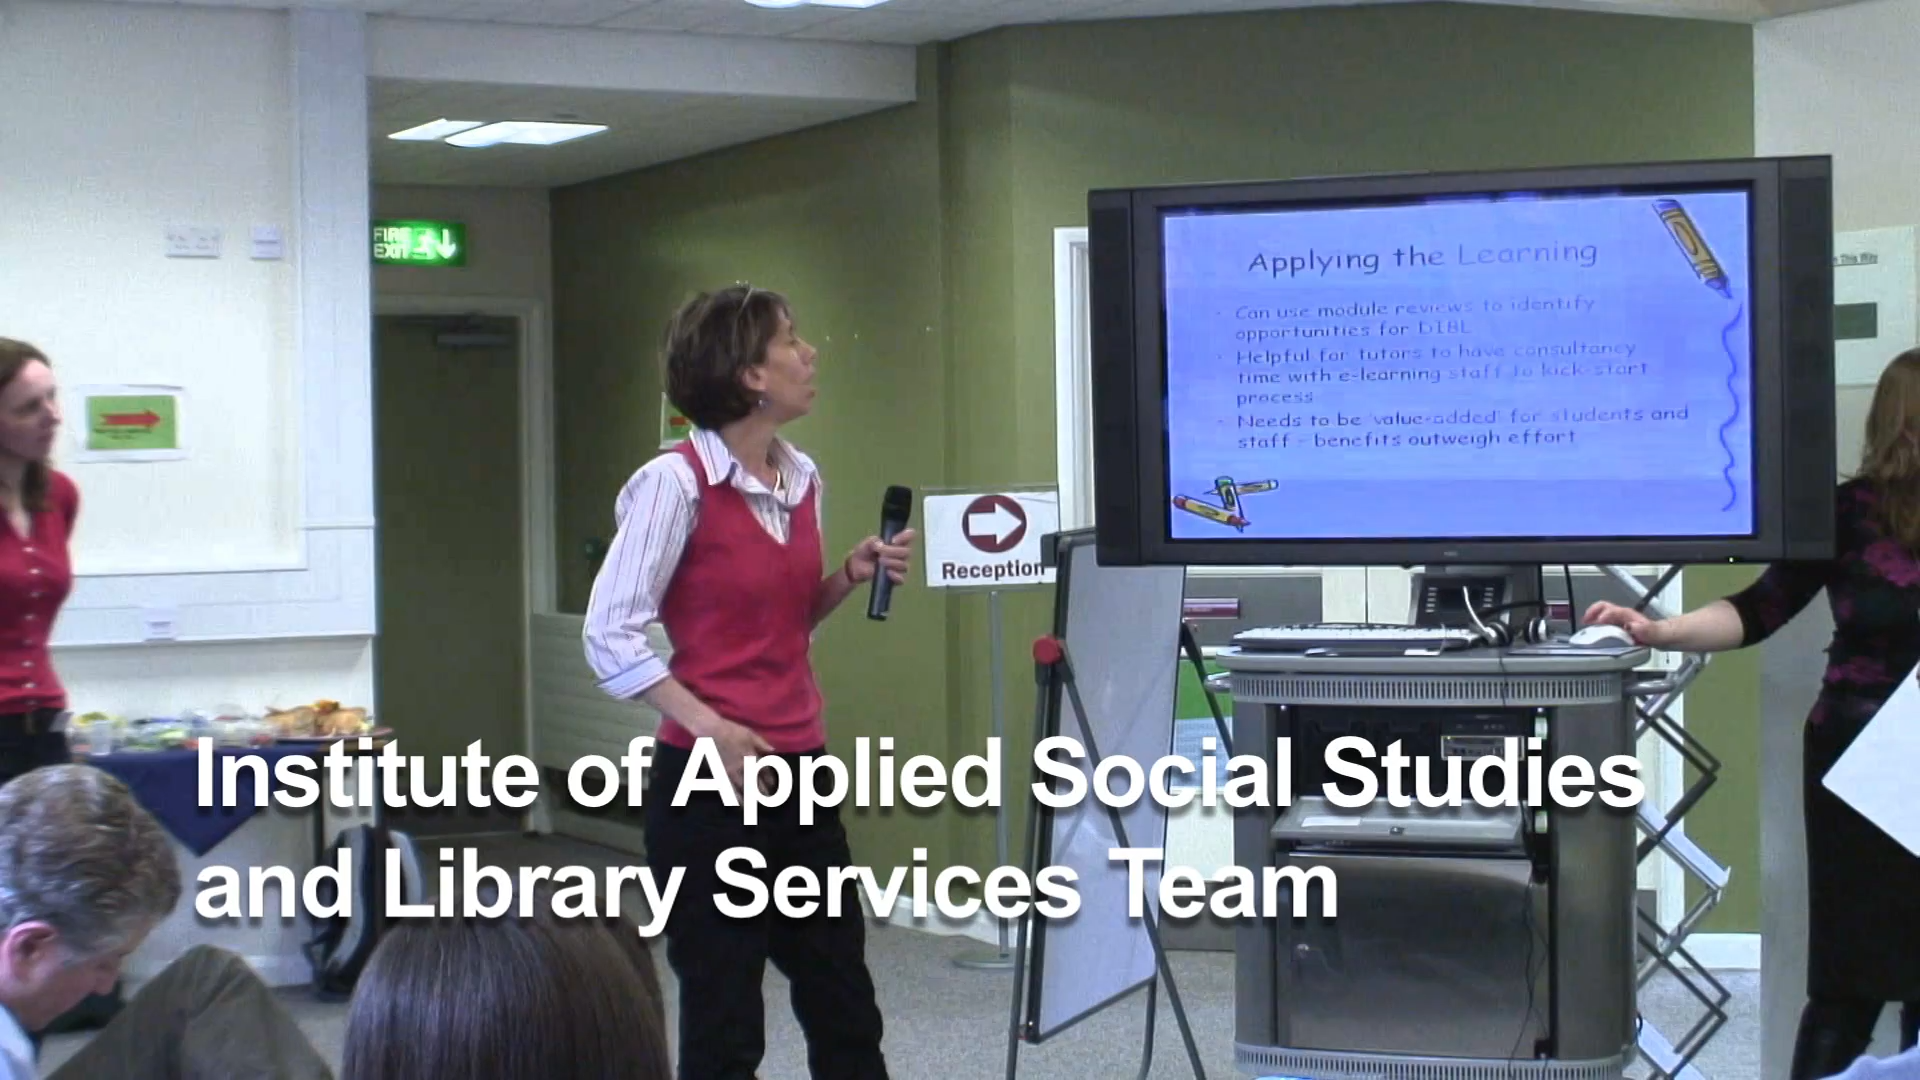 FIRE
EXIT
Applying the Learning
Can use module reviews to identify
opportunities for DIBL
Helpful for tutors to have consultancy
time with e-learning staff to kick-start
process
Needs to be 'value-added' for students and
staff - benefits outweigh effort
Reception
Institute of Applied Social Studies
and Library Services Team